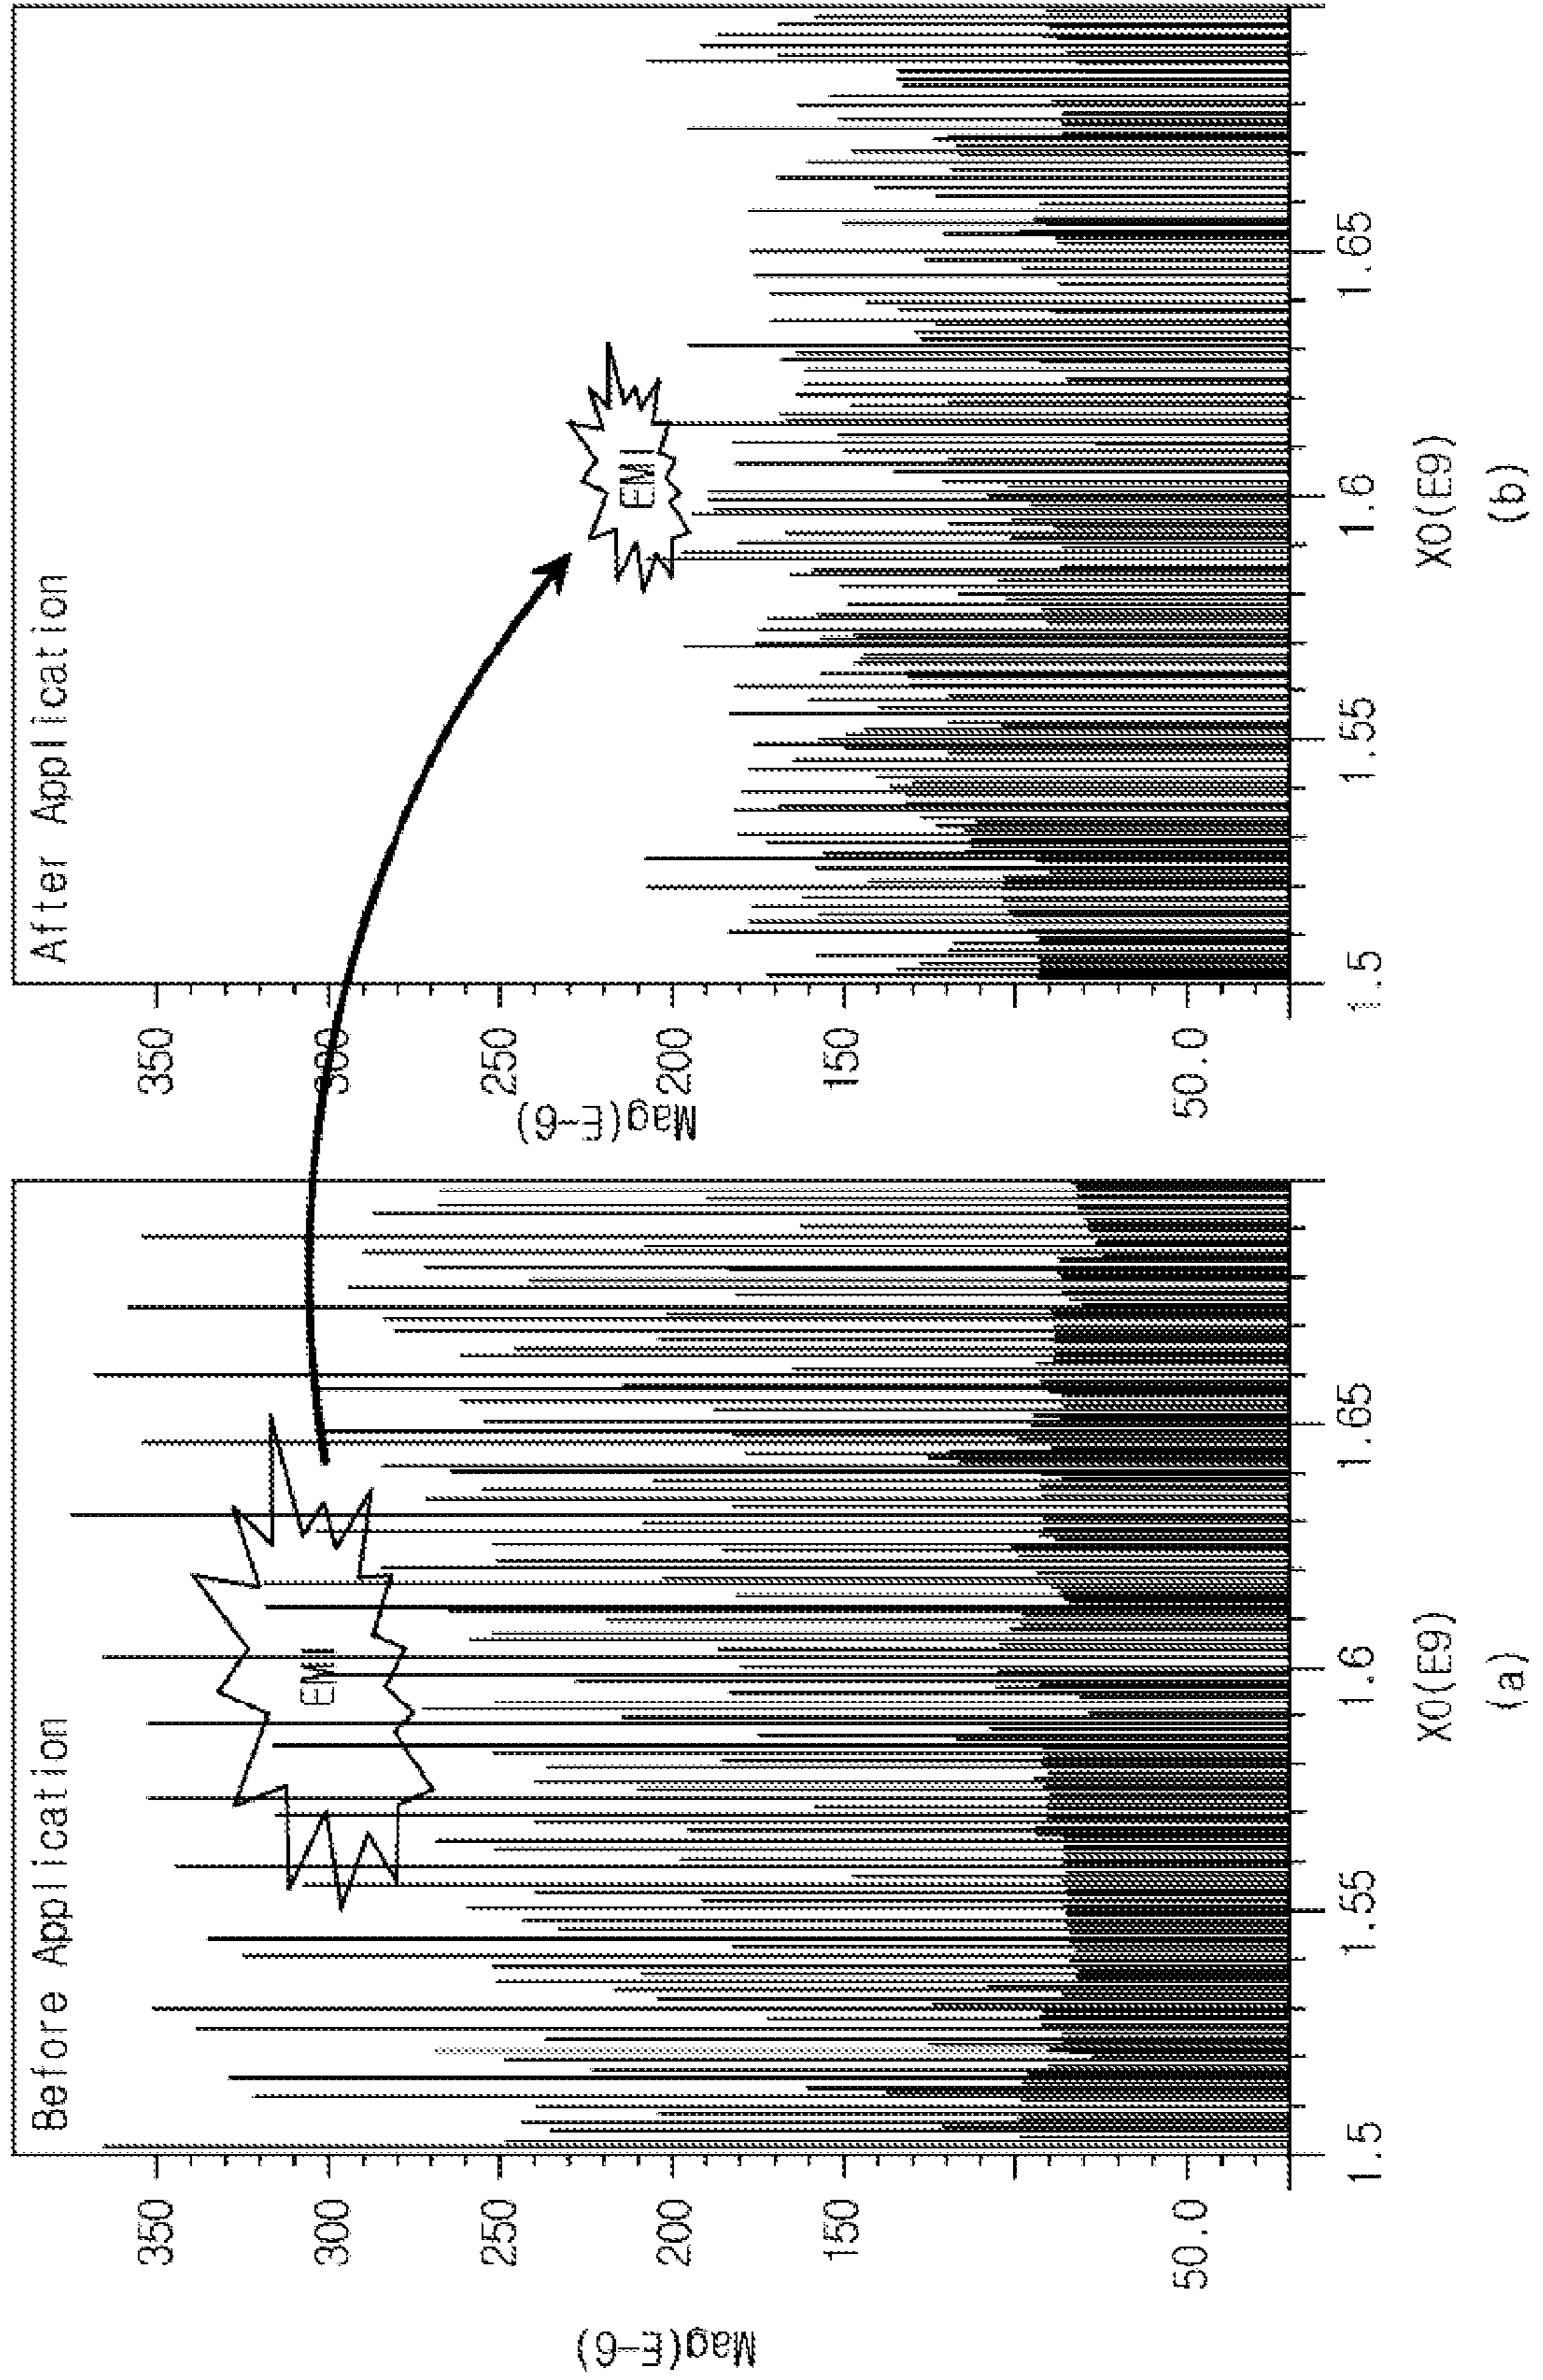 Before Application
Mag(E-6)
350
300
250
200
150
50.0
EMI
1.5
1.55
1.6
1.65
X0(E9)
(a)
After Application
Mag(E-6)
350
300
250
200
150
50.0
EMI
1.5
1.55
1.6
1.65
X0(E9)
(b)